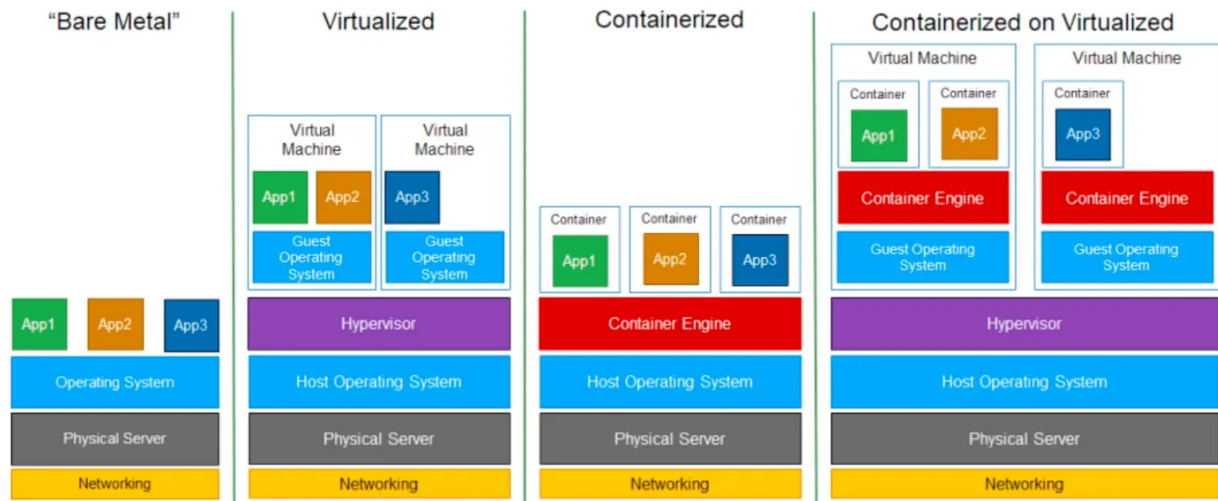 “Bare Metal”
App1
App2
App3
Operating System
Physical Server
Networking
Virtualized
Virtual
Machine
App1
App2
Guest
Operating
System
Virtual
Machine
App3
Guest
Operating
System
Hypervisor
Host Operating System
Physical Server
Networking
Containerized
Container
App1
Container
App2
Container
App3
Container Engine
Host Operating System
Physical Server
Networking
Containerized on Virtualized
Virtual Machine
Container
App1
Container
App2
Container Engine
Guest Operating
System
Virtual Machine
Container
App3
Container Engine
Guest Operating
System
Hypervisor
Host Operating System
Physical Server
Networking